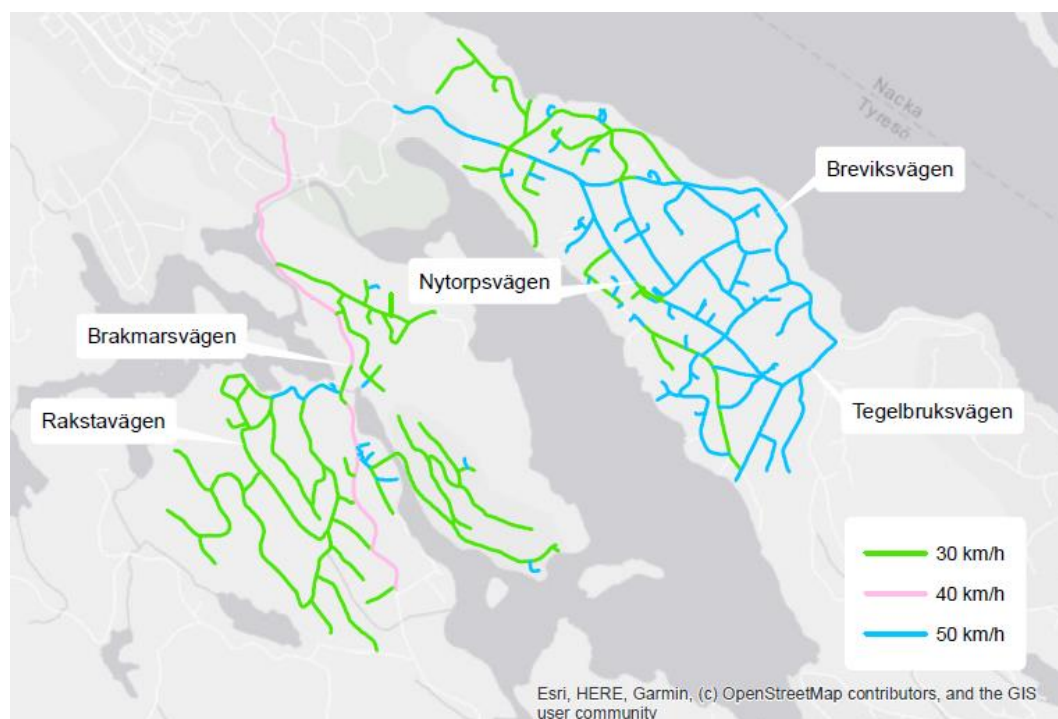 Nacka
Tyresö
Breviksvägen
Nytorpsvägen
Brakmarsvägen
Rakstavägen
Tegelbruksvägen
30 km/h
40 km/h
50 km/h
Esri, HERE, Garmin, (c) OpenStreetMap contributors, and the GIS
user community